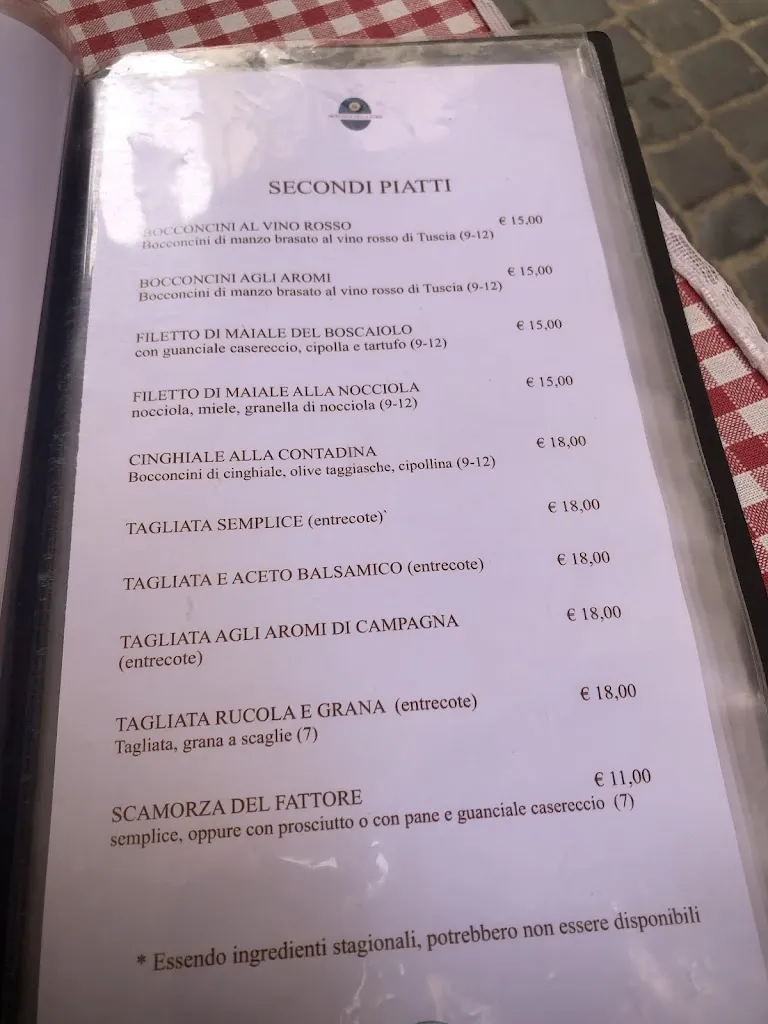 SECONDI PIATTI
BOCCONCINI AL VINO ROSSO € 15,00
Bocconcini di manzo brasato al vino rosso di Tuscia (9-12)
BOCCONCINI AGLI AROMI € 15,00
Bocconcini di manzo brasato al vino rosso di Tuscia (9-12)
FILETTO DI MAIALE DEL BOSCAIOLO € 15,00
con guanciale casereccio, cipolla e tartufo (9-12)
FILETTO DI MAIALE ALLA NOCCIOLA € 15,00
nocciola, miele, granella di nocciola (9-12)
CINGHIALE ALLA CONTADINA € 18,00
Bocconcini di cinghiale, olive taggiasche, cipollina (9-12)
TAGLIATA SEMPLICE (entrecote)` € 18,00
TAGLIATA E ACETO BALSAMICO (entrecote) € 18,00
TAGLIATA AGLI AROMI DI CAMPAGNA € 18,00
(entrecote)
TAGLIATA RUCOLA E GRANA (entrecote) € 18,00
Tagliata, grana a scaglie (7)
SCAMORZA DEL FATTORE € 11,00
semplice, oppure con prosciutto o con pane e guanciale casereccio (7)
* Essendo ingredienti stagionali, potrebbero non essere disponibili